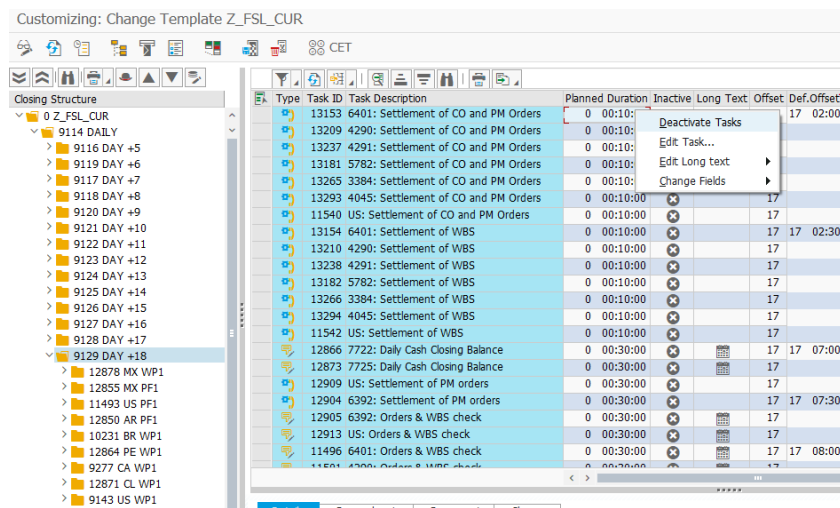 Customizing: Change Template Z_FSL_CUR
CET
Closing Structure
0 Z_FSL_CUR
9114 DAILY
9116 DAY +5
9119 DAY +6
9117 DAY +7
9118 DAY +8
9120 DAY +9
9121 DAY +10
9122 DAY +11
9123 DAY +12
9124 DAY +13
9125 DAY +14
9126 DAY +15
9127 DAY +16
9128 DAY +17
9129 DAY +18
12878 MX WP1
12855 MX PF1
11493 US PF1
12850 AR PF1
10231 BR WP1
12864 PE WP1
9277 CA WP1
12871 CL WP1
9143 US WP1
Type Task ID Task Description Planned Duration Inactive Long Text Offset Def.Offset
13153 6401: Settlement of CO and PM Orders 0 00:10: 17 02:00
13209 4290: Settlement of CO and PM Orders 0 00:10:
13237 4291: Settlement of CO and PM Orders 0 00:10:
13181 5782: Settlement of CO and PM Orders 0 00:10:
13265 3384: Settlement of CO and PM Orders 0 00:10:
13293 4045: Settlement of CO and PM Orders 0 00:10:00 17
11540 US: Settlement of CO and PM Orders 0 00:10:00 17
13154 6401: Settlement of WBS 0 00:10:00 17 17 02:30
13210 4290: Settlement of WBS 0 00:10:00 17
13238 4291: Settlement of WBS 0 00:10:00 17
13182 5782: Settlement of WBS 0 00:10:00 17
13266 3384: Settlement of WBS 0 00:10:00 17
13294 4045: Settlement of WBS 0 00:10:00 17
11542 US: Settlement of WBS 0 00:10:00 17
12866 7722: Daily Cash Closing Balance 0 00:30:00 17 17 07:00
12873 7725: Daily Cash Closing Balance 0 00:30:00 17
12909 US: Settlement of PM orders 0 00:30:00 17
12904 6392: Settlement of PM orders 0 00:30:00 17 17 07:30
12905 6392: Orders & WBS check 0 00:30:00 17
12913 US: Orders & WBS check 0 00:30:00 17
11496 6401: Orders & WBS check 0 00:30:00 17 17 08:00
Deactivate Tasks
Edit Task...
Edit Long text
Change Fields